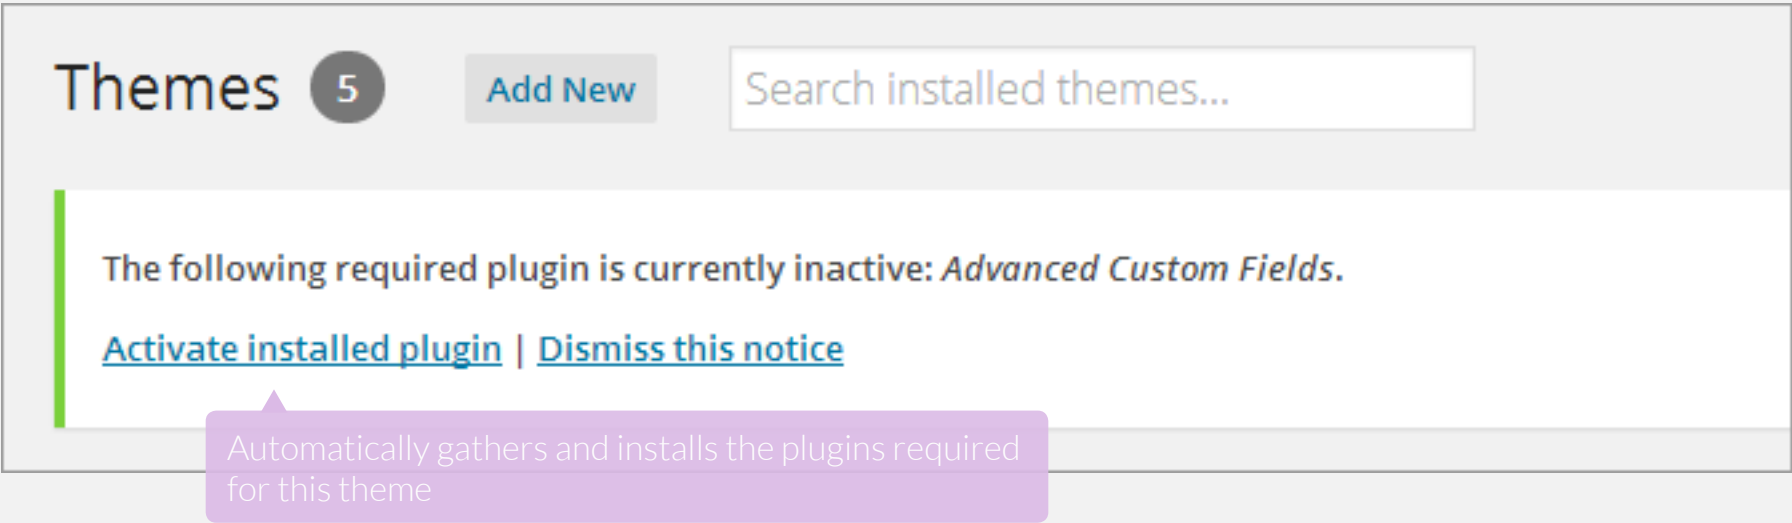 Themes 5 Add New Search installed themes...
The following required plugin is currently inactive: Advanced Custom Fields.
Activate installed plugin | Dismiss this notice
Automatically gathers and installs the plugins required
for this theme